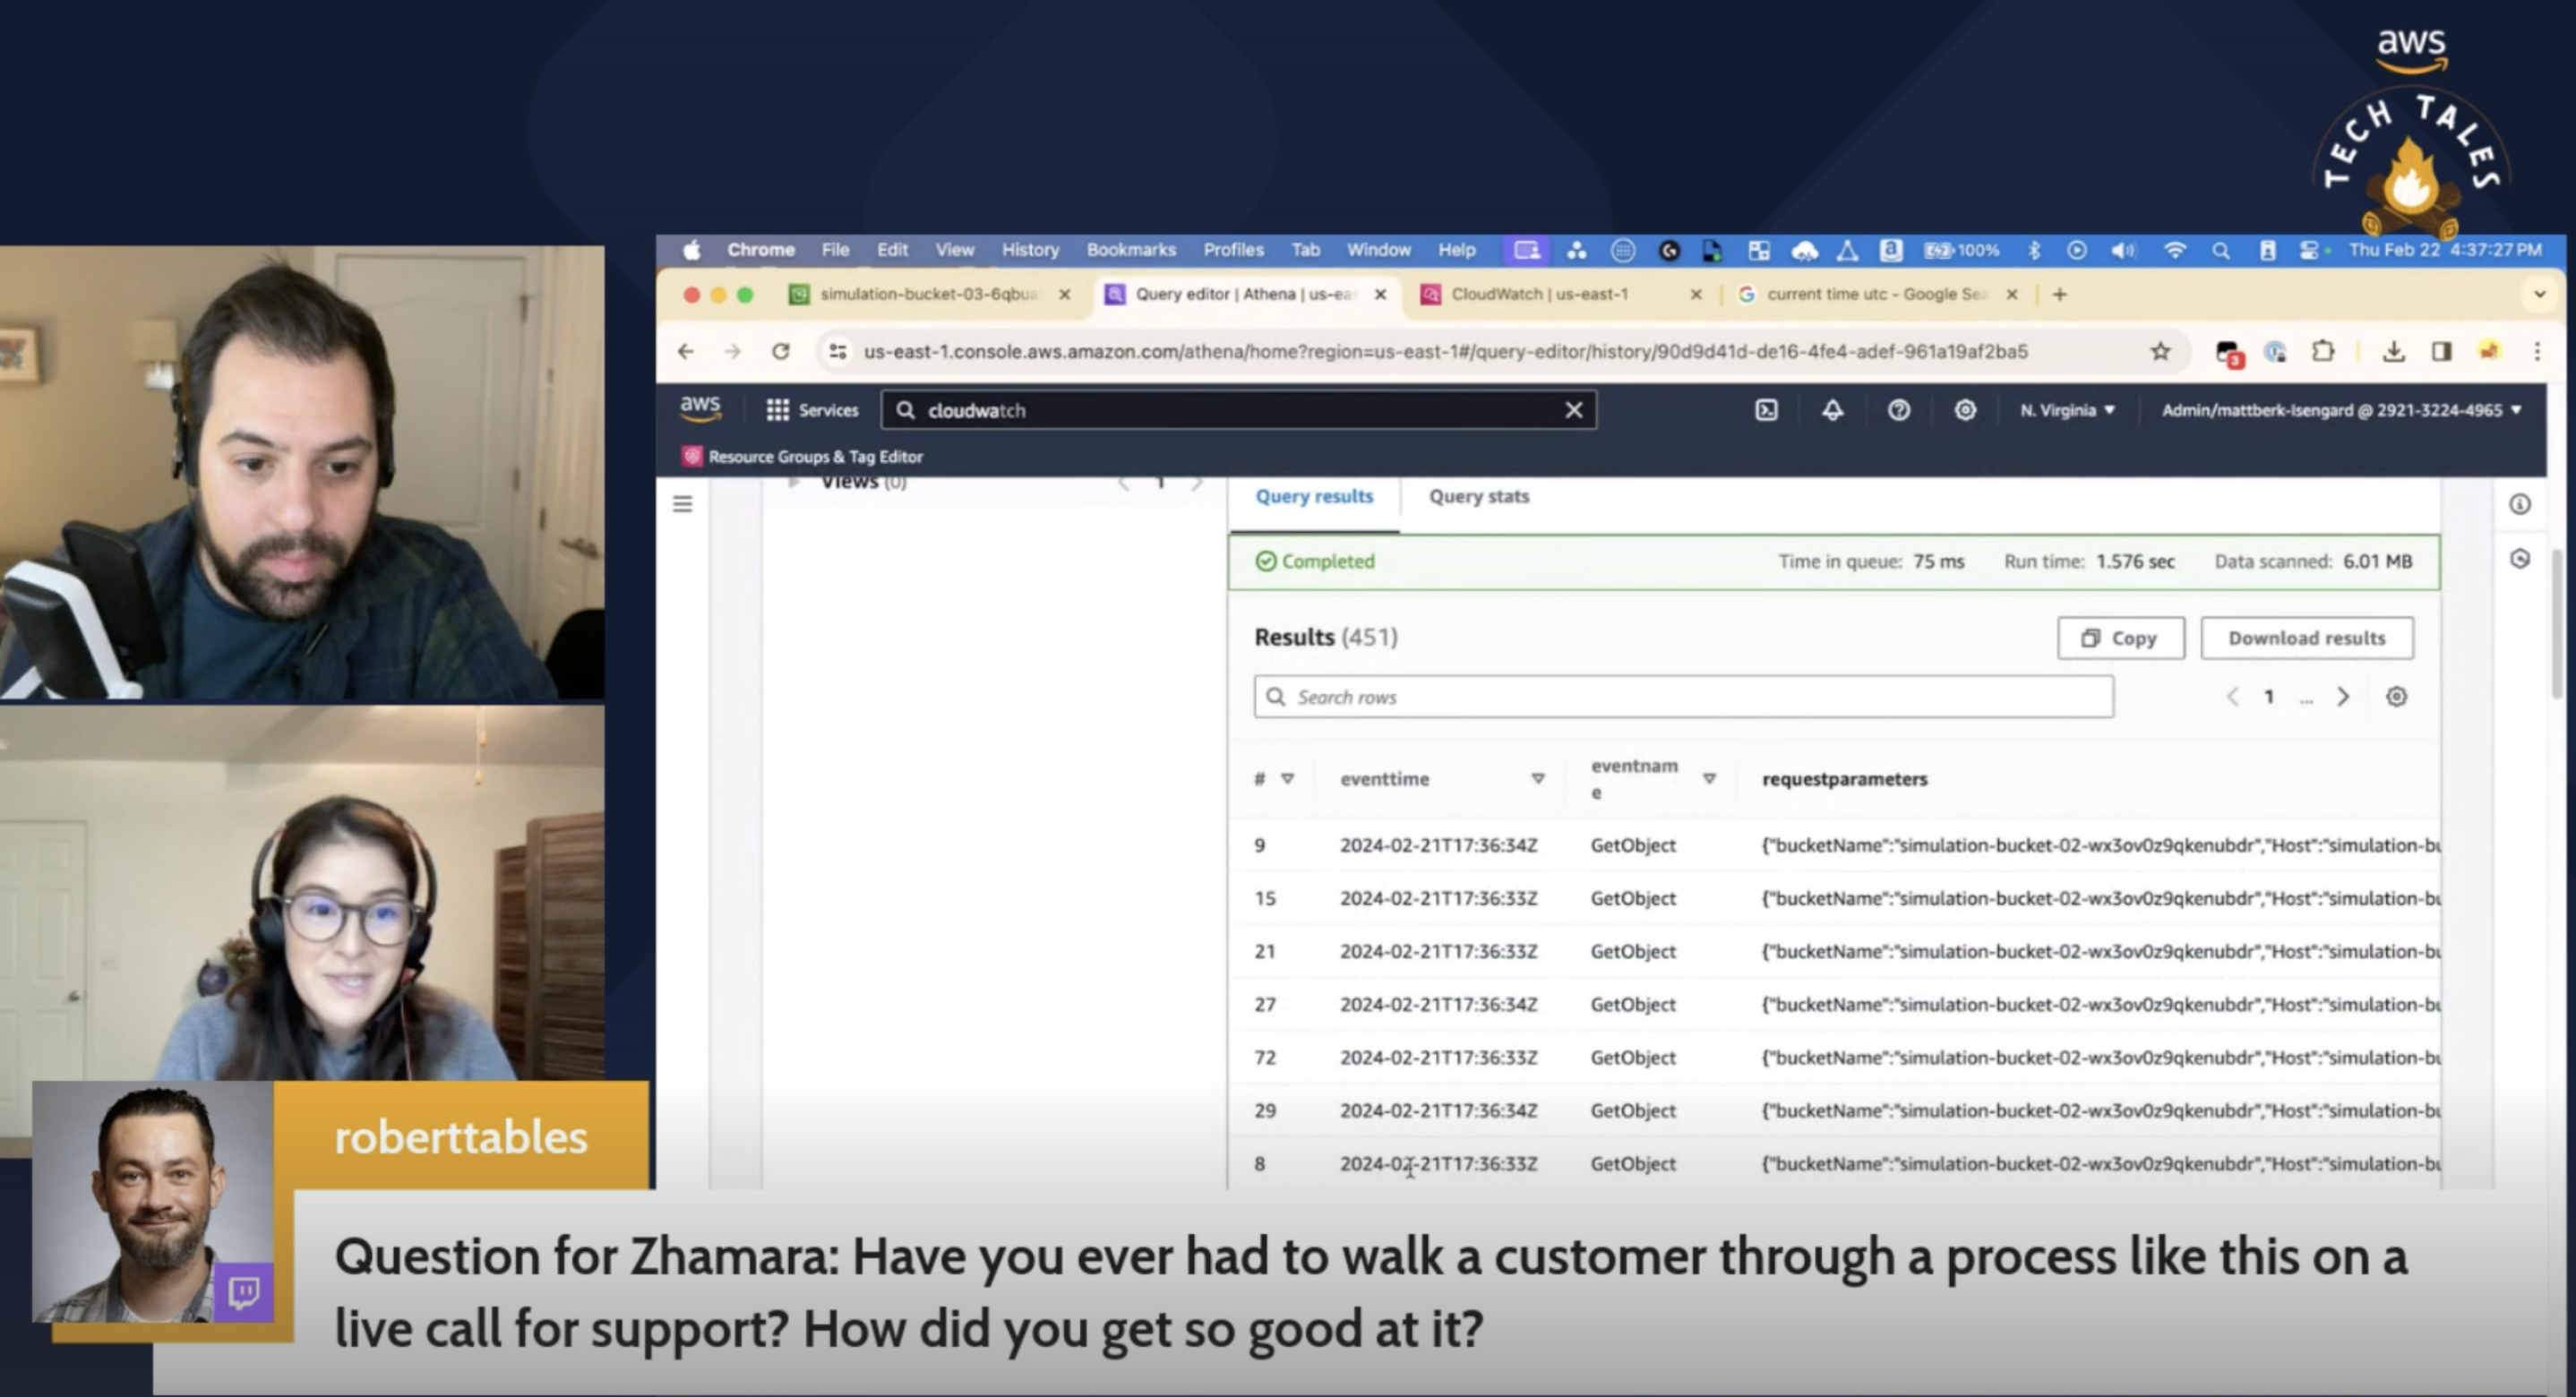 aws
TECH TALES
Chrome File Edit View History Bookmarks Profiles Tab Window Help 100% Thu Feb 22 4:37:27 PM
simulation-bucket-03-6qbua
Query editor | Athena | us-ea
CloudWatch | us-east-1
current time utc - Google Sea
us-east-1.console.aws.amazon.com/athena/home?region=us-east-1#/query-editor/history/90d9d41d-de16-4fe4-adef-961a19af2ba5
3
aws Services cloudwatch N. Virginia Admin/mattberk-Isengard @ 2921-3224-4965
Resource Groups & Tag Editor
Views (0) 1
Query results Query stats
Completed Time in queue: 75 ms Run time: 1.576 sec Data scanned: 6.01 MB
Results (451) Copy Download results
Search rows 1 ...
# eventtime eventnam
e requestparameters
9 2024-02-21T17:36:34Z GetObject {"bucketName":"simulation-bucket-02-wx3ov0z9qkenubdr","Host":"simulation-bu
15 2024-02-21T17:36:33Z GetObject {"bucketName":"simulation-bucket-02-wx3ov0z9qkenubdr","Host":"simulation-bu
21 2024-02-21T17:36:33Z GetObject {"bucketName":"simulation-bucket-02-wx3ov0z9qkenubdr","Host":"simulation-bu
27 2024-02-21T17:36:34Z GetObject {"bucketName":"simulation-bucket-02-wx3ov0z9qkenubdr","Host":"simulation-bu
72 2024-02-21T17:36:33Z GetObject {"bucketName":"simulation-bucket-02-wx3ov0z9qkenubdr","Host":"simulation-bu
29 2024-02-21T17:36:34Z GetObject {"bucketName":"simulation-bucket-02-wx3ov0z9qkenubdr","Host":"simulation-bu
8 2024-02-21T17:36:33Z GetObject {"bucketName":"simulation-bucket-02-wx3ov0z9qkenubdr","Host":"simulation-bu
roberttables
Question for Zhamara: Have you ever had to walk a customer through a process like this on a
live call for support? How did you get so good at it?